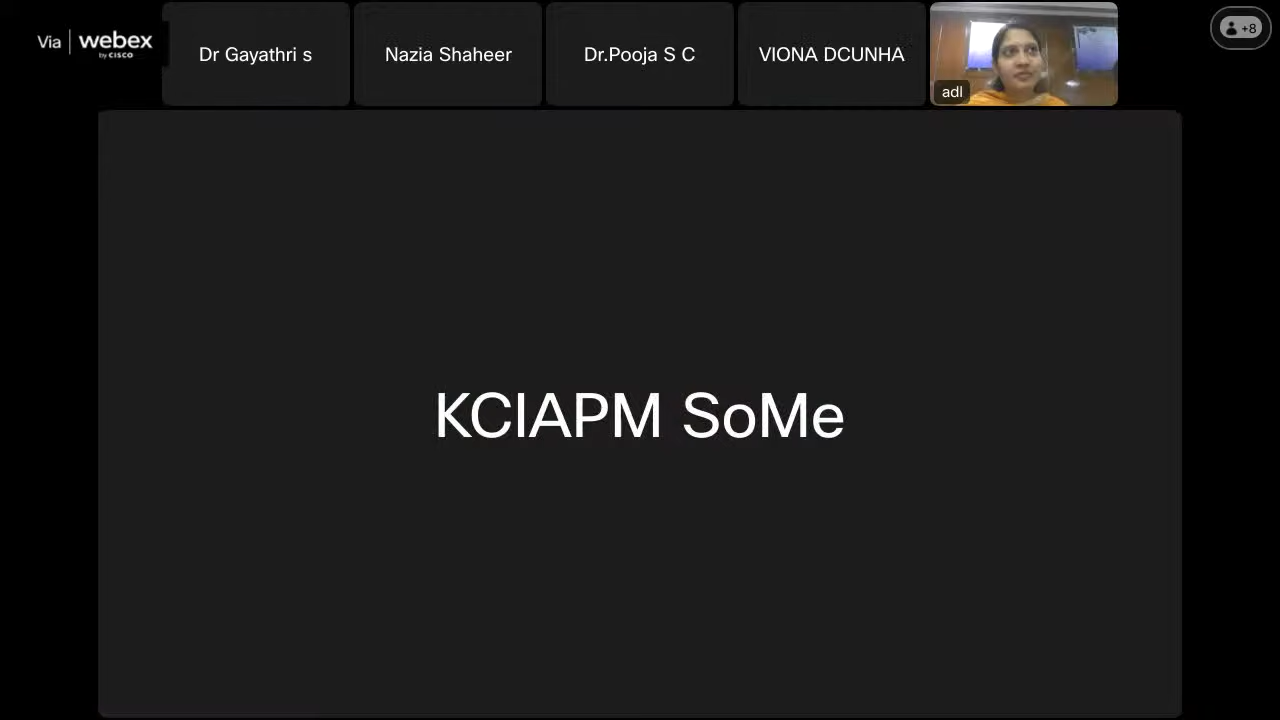 Via webex
by CISCO
Dr Gayathri s
Nazia Shaheer
Dr.Pooja S C
VIONA DCUNHA
adl
+8
KCIAPM SoMe